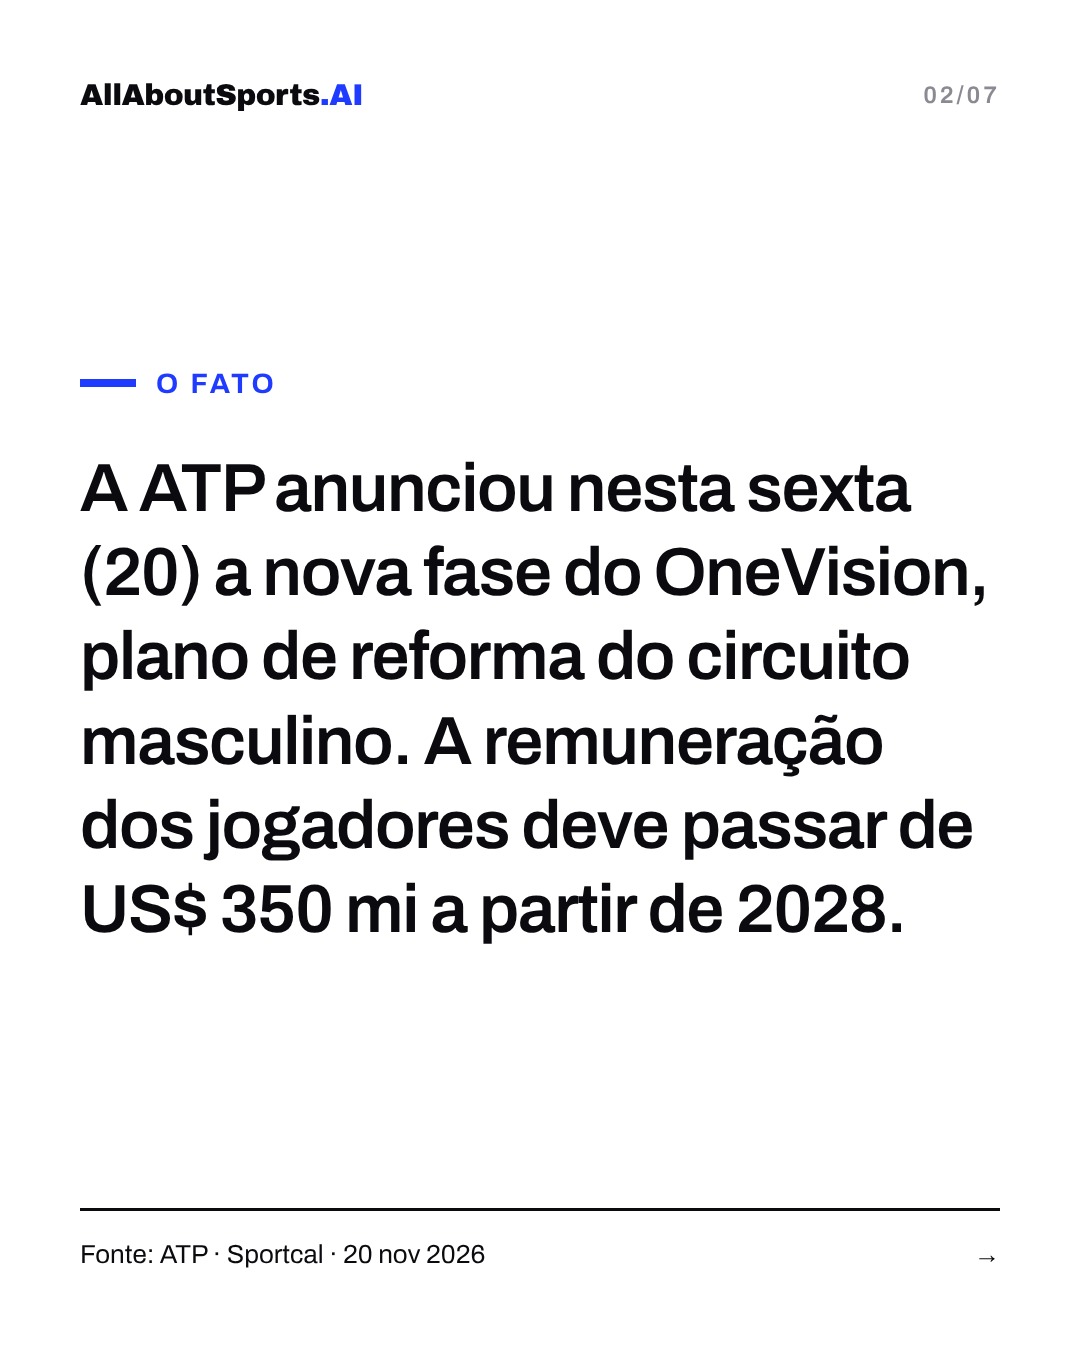 AllAboutSports.AI
02/07
O FATO
A ATP anunciou nesta sexta
(20) a nova fase do OneVision,
plano de reforma do circuito
masculino. A remuneração
dos jogadores deve passar de
US$ 350 mi a partir de 2028.
Fonte: ATP · Sportcal · 20 nov 2026
→